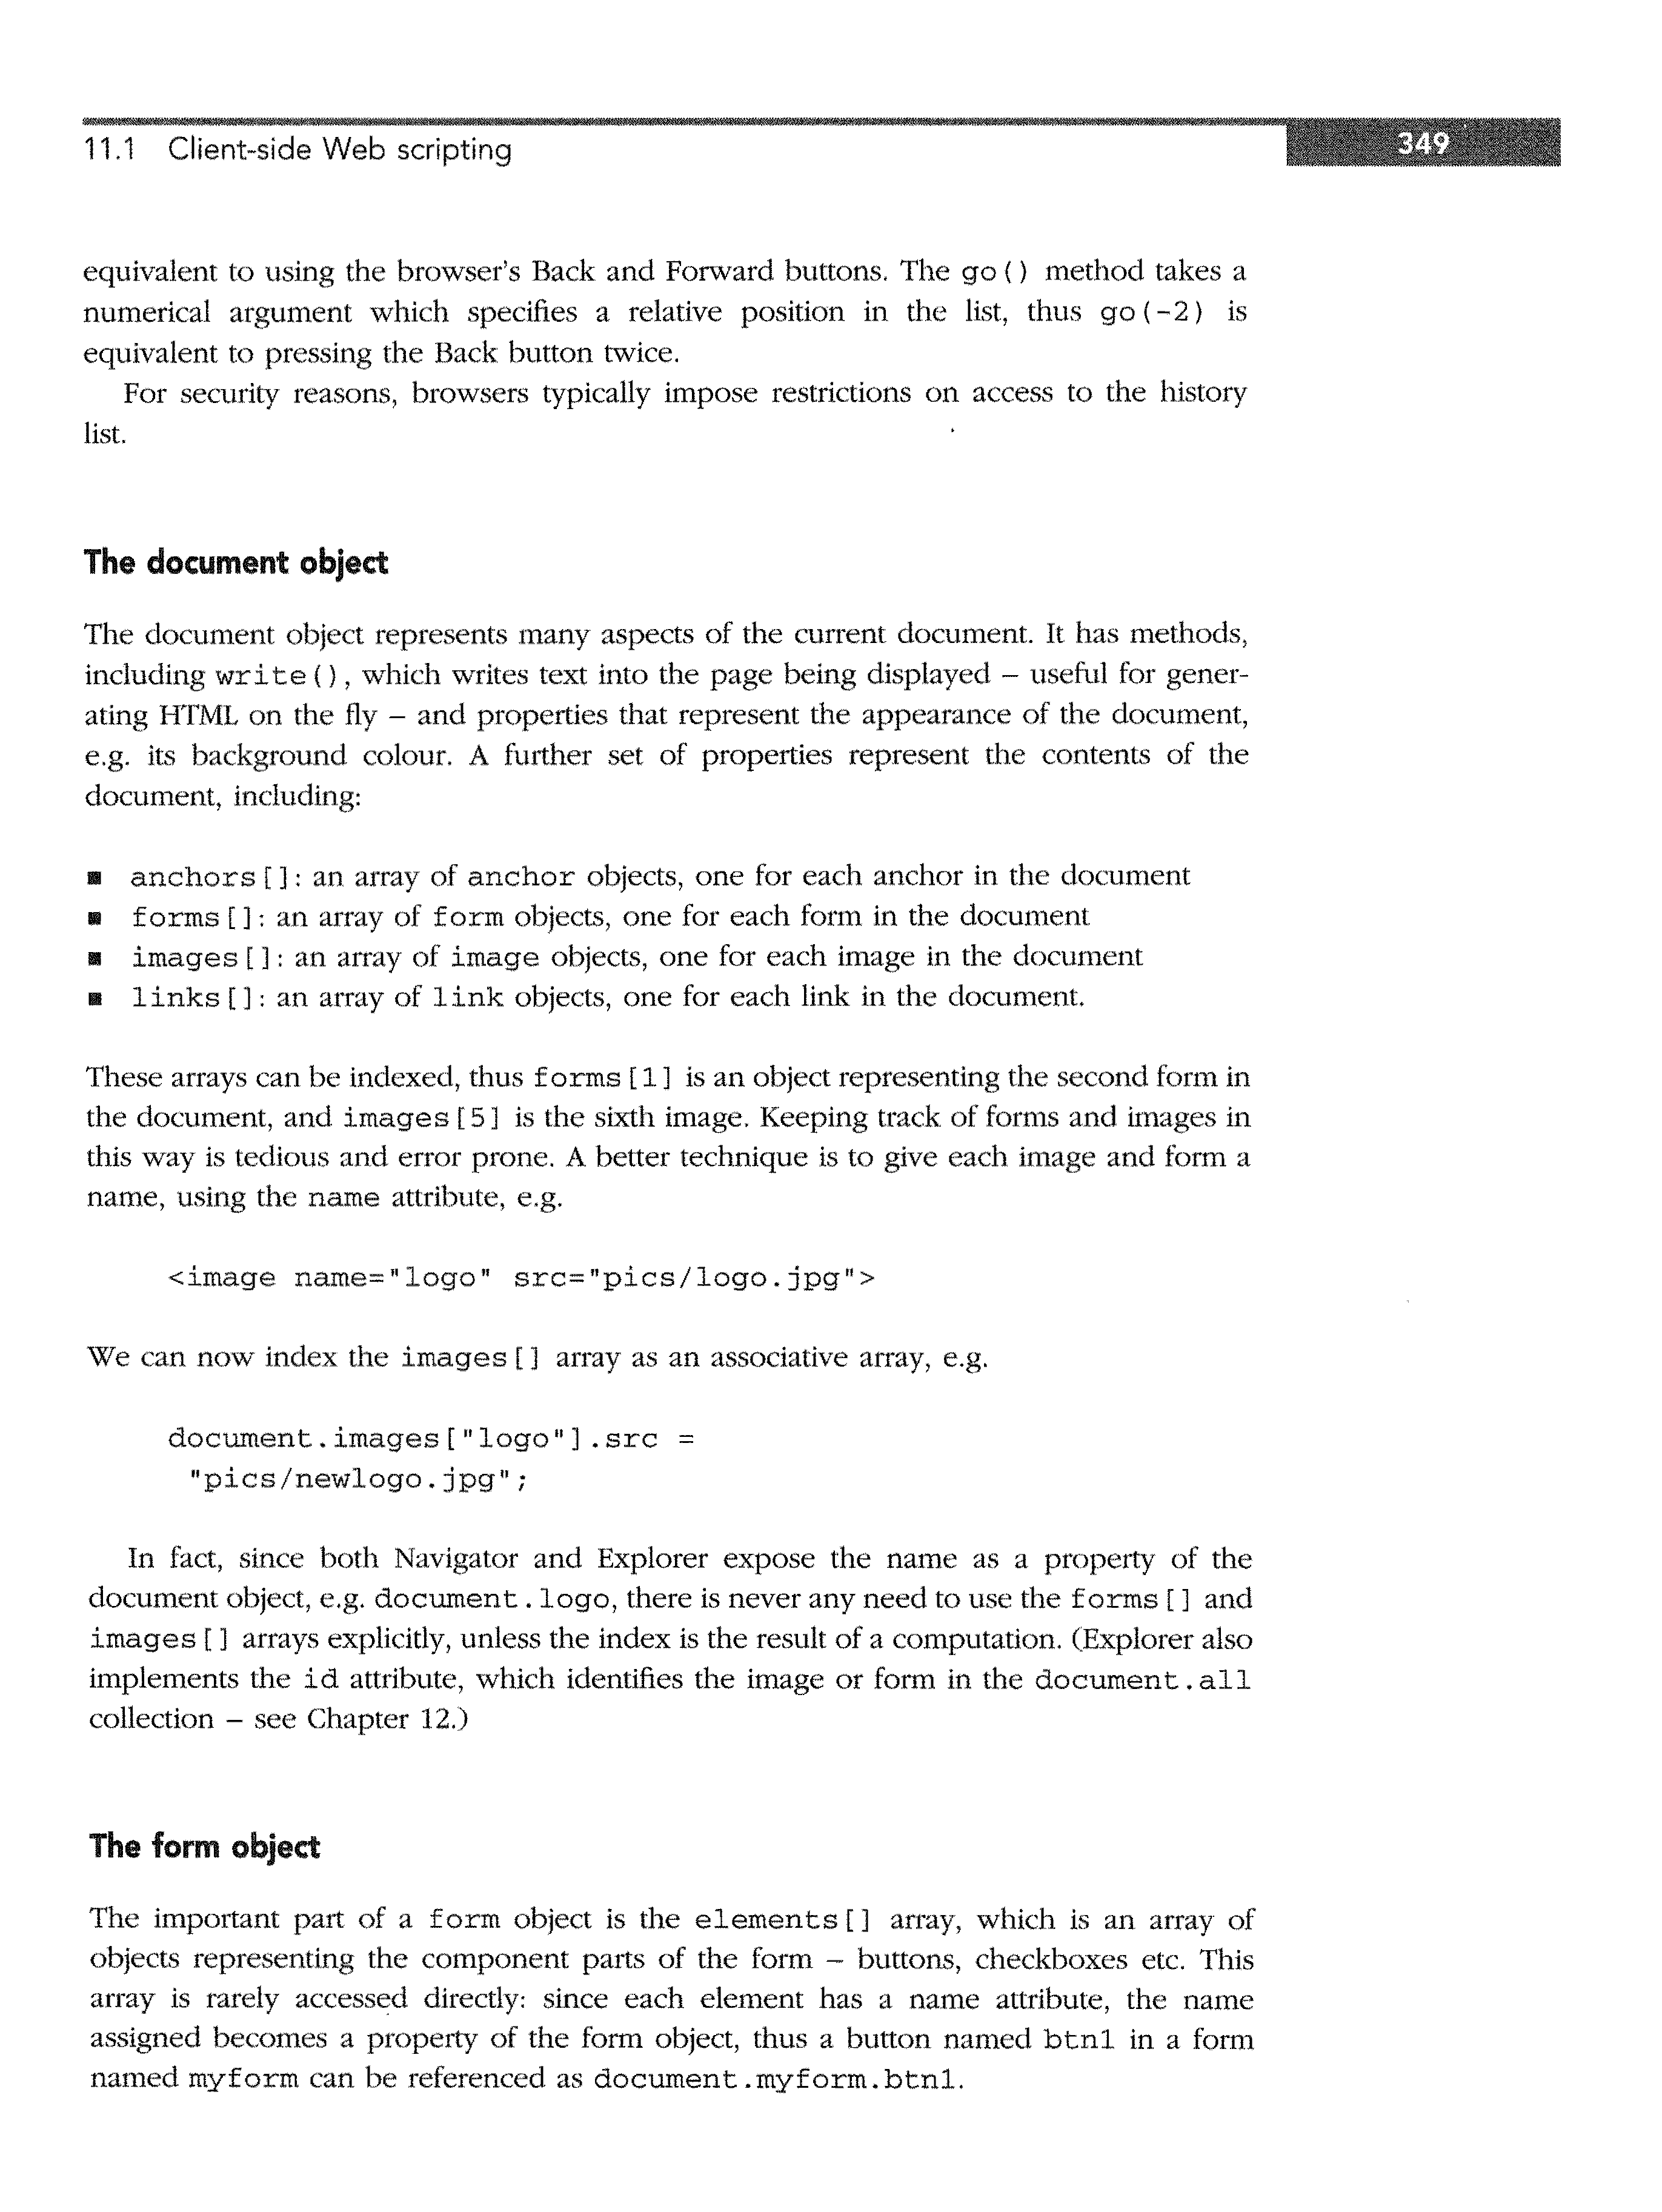 11.1 Client-side Web scripting 349
equivalent to using the browser's Back and Forward buttons. The go() method takes a
numerical argument which specifies a relative position in the list, thus go(-2) is
equivalent to pressing the Back button twice.
For security reasons, browsers typically impose restrictions on access to the history
list.
The document object
The document object represents many aspects of the current document. It has methods,
including write(), which writes text into the page being displayed – useful for gener-
ating HTML on the fly – and properties that represent the appearance of the document,
e.g. its background colour. A further set of properties represent the contents of the
document, including:
■ anchors[]: an array of anchor objects, one for each anchor in the document
■ forms[]: an array of form objects, one for each form in the document
■ images[]: an array of image objects, one for each image in the document
■ links[]: an array of link objects, one for each link in the document.
These arrays can be indexed, thus forms[1] is an object representing the second form in
the document, and images[5] is the sixth image. Keeping track of forms and images in
this way is tedious and error prone. A better technique is to give each image and form a
name, using the name attribute, e.g.
<image name="logo" src="pics/logo.jpg">
We can now index the images[] array as an associative array, e.g.
document.images["logo"].src =
"pics/newlogo.jpg";
In fact, since both Navigator and Explorer expose the name as a property of the
document object, e.g. document.logo, there is never any need to use the forms[] and
images[] arrays explicitly, unless the index is the result of a computation. (Explorer also
implements the id attribute, which identifies the image or form in the document.all
collection – see Chapter 12.)
The form object
The important part of a form object is the elements[] array, which is an array of
objects representing the component parts of the form – buttons, checkboxes etc. This
array is rarely accessed directly: since each element has a name attribute, the name
assigned becomes a property of the form object, thus a button named btn1 in a form
named myform can be referenced as document.myform.btn1.